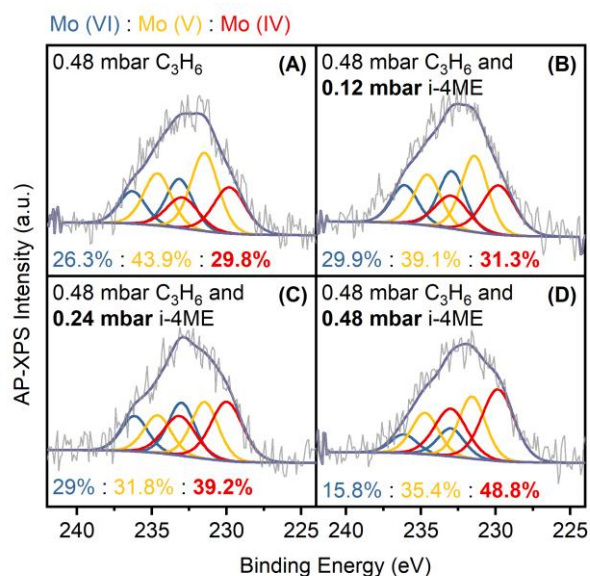 Mo (VI) : Mo (V) : Mo (IV)
0.48 mbar C₃H₆ (A)
26.3% : 43.9% : 29.8%
0.48 mbar C₃H₆ and (B)
0.12 mbar i-4ME
29.9% : 39.1% : 31.3%
0.48 mbar C₃H₆ and (C)
0.24 mbar i-4ME
29% : 31.8% : 39.2%
0.48 mbar C₃H₆ and (D)
0.48 mbar i-4ME
15.8% : 35.4% : 48.8%
AP-XPS Intensity (a.u.)
240 235 230 225 240 235 230 225
Binding Energy (eV)